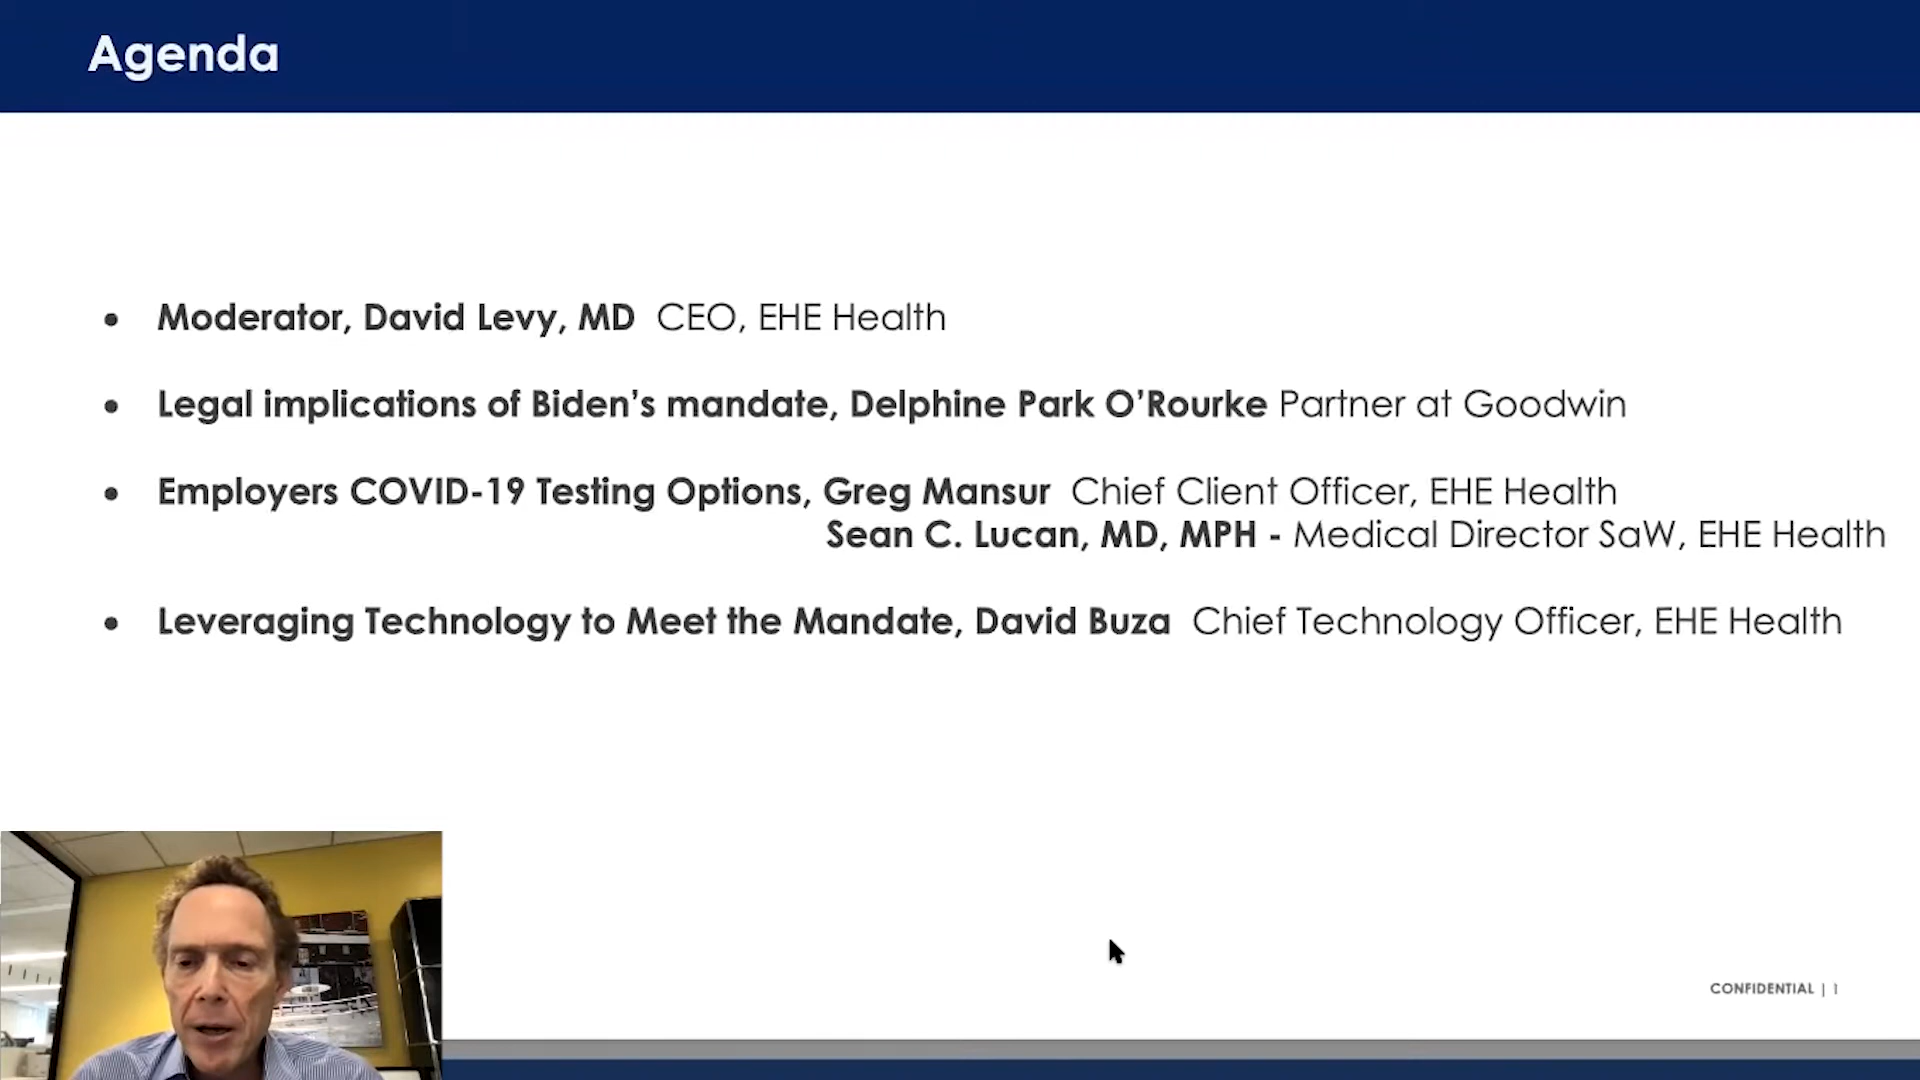 Agenda
• Moderator, David Levy, MD CEO, EHE Health
• Legal implications of Biden’s mandate, Delphine Park O’Rourke Partner at Goodwin
• Employers COVID-19 Testing Options, Greg Mansur Chief Client Officer, EHE Health
Sean C. Lucan, MD, MPH - Medical Director SaW, EHE Health
• Leveraging Technology to Meet the Mandate, David Buza Chief Technology Officer, EHE Health
CONFIDENTIAL | 1